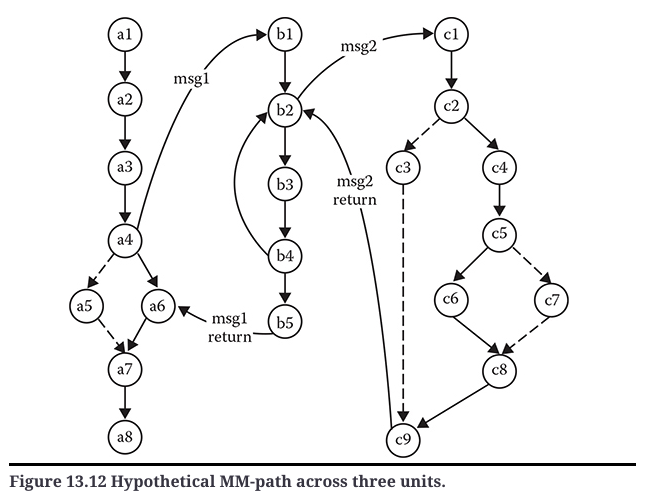 a1
a2
a3
a4
a5
a6
a7
a8
msg1
b1
b2
b3
b4
b5
msg1
return
msg2
msg2
return
c1
c2
c3
c4
c5
c6
c7
c8
c9
Figure 13.12 Hypothetical MM-path across three units.